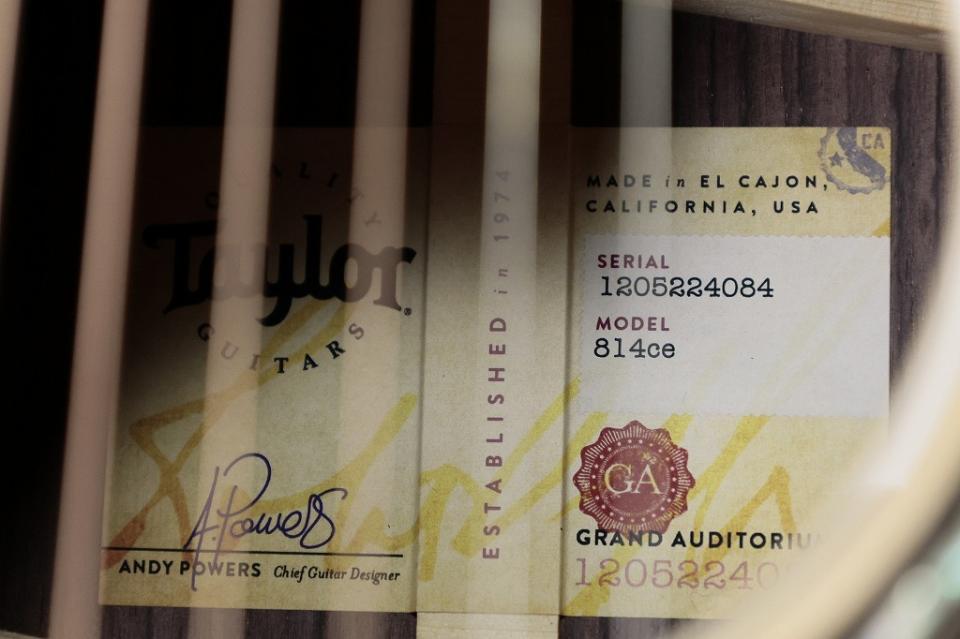 QUALITY
Taylor®
GUITARS
A. Powers
ANDY POWERS Chief Guitar Designer
ESTABLISHED in 1974
CA
MADE in EL CAJON,
CALIFORNIA, USA
SERIAL
1205224084
MODEL
814ce
GA
GRAND AUDITORIU
12052240